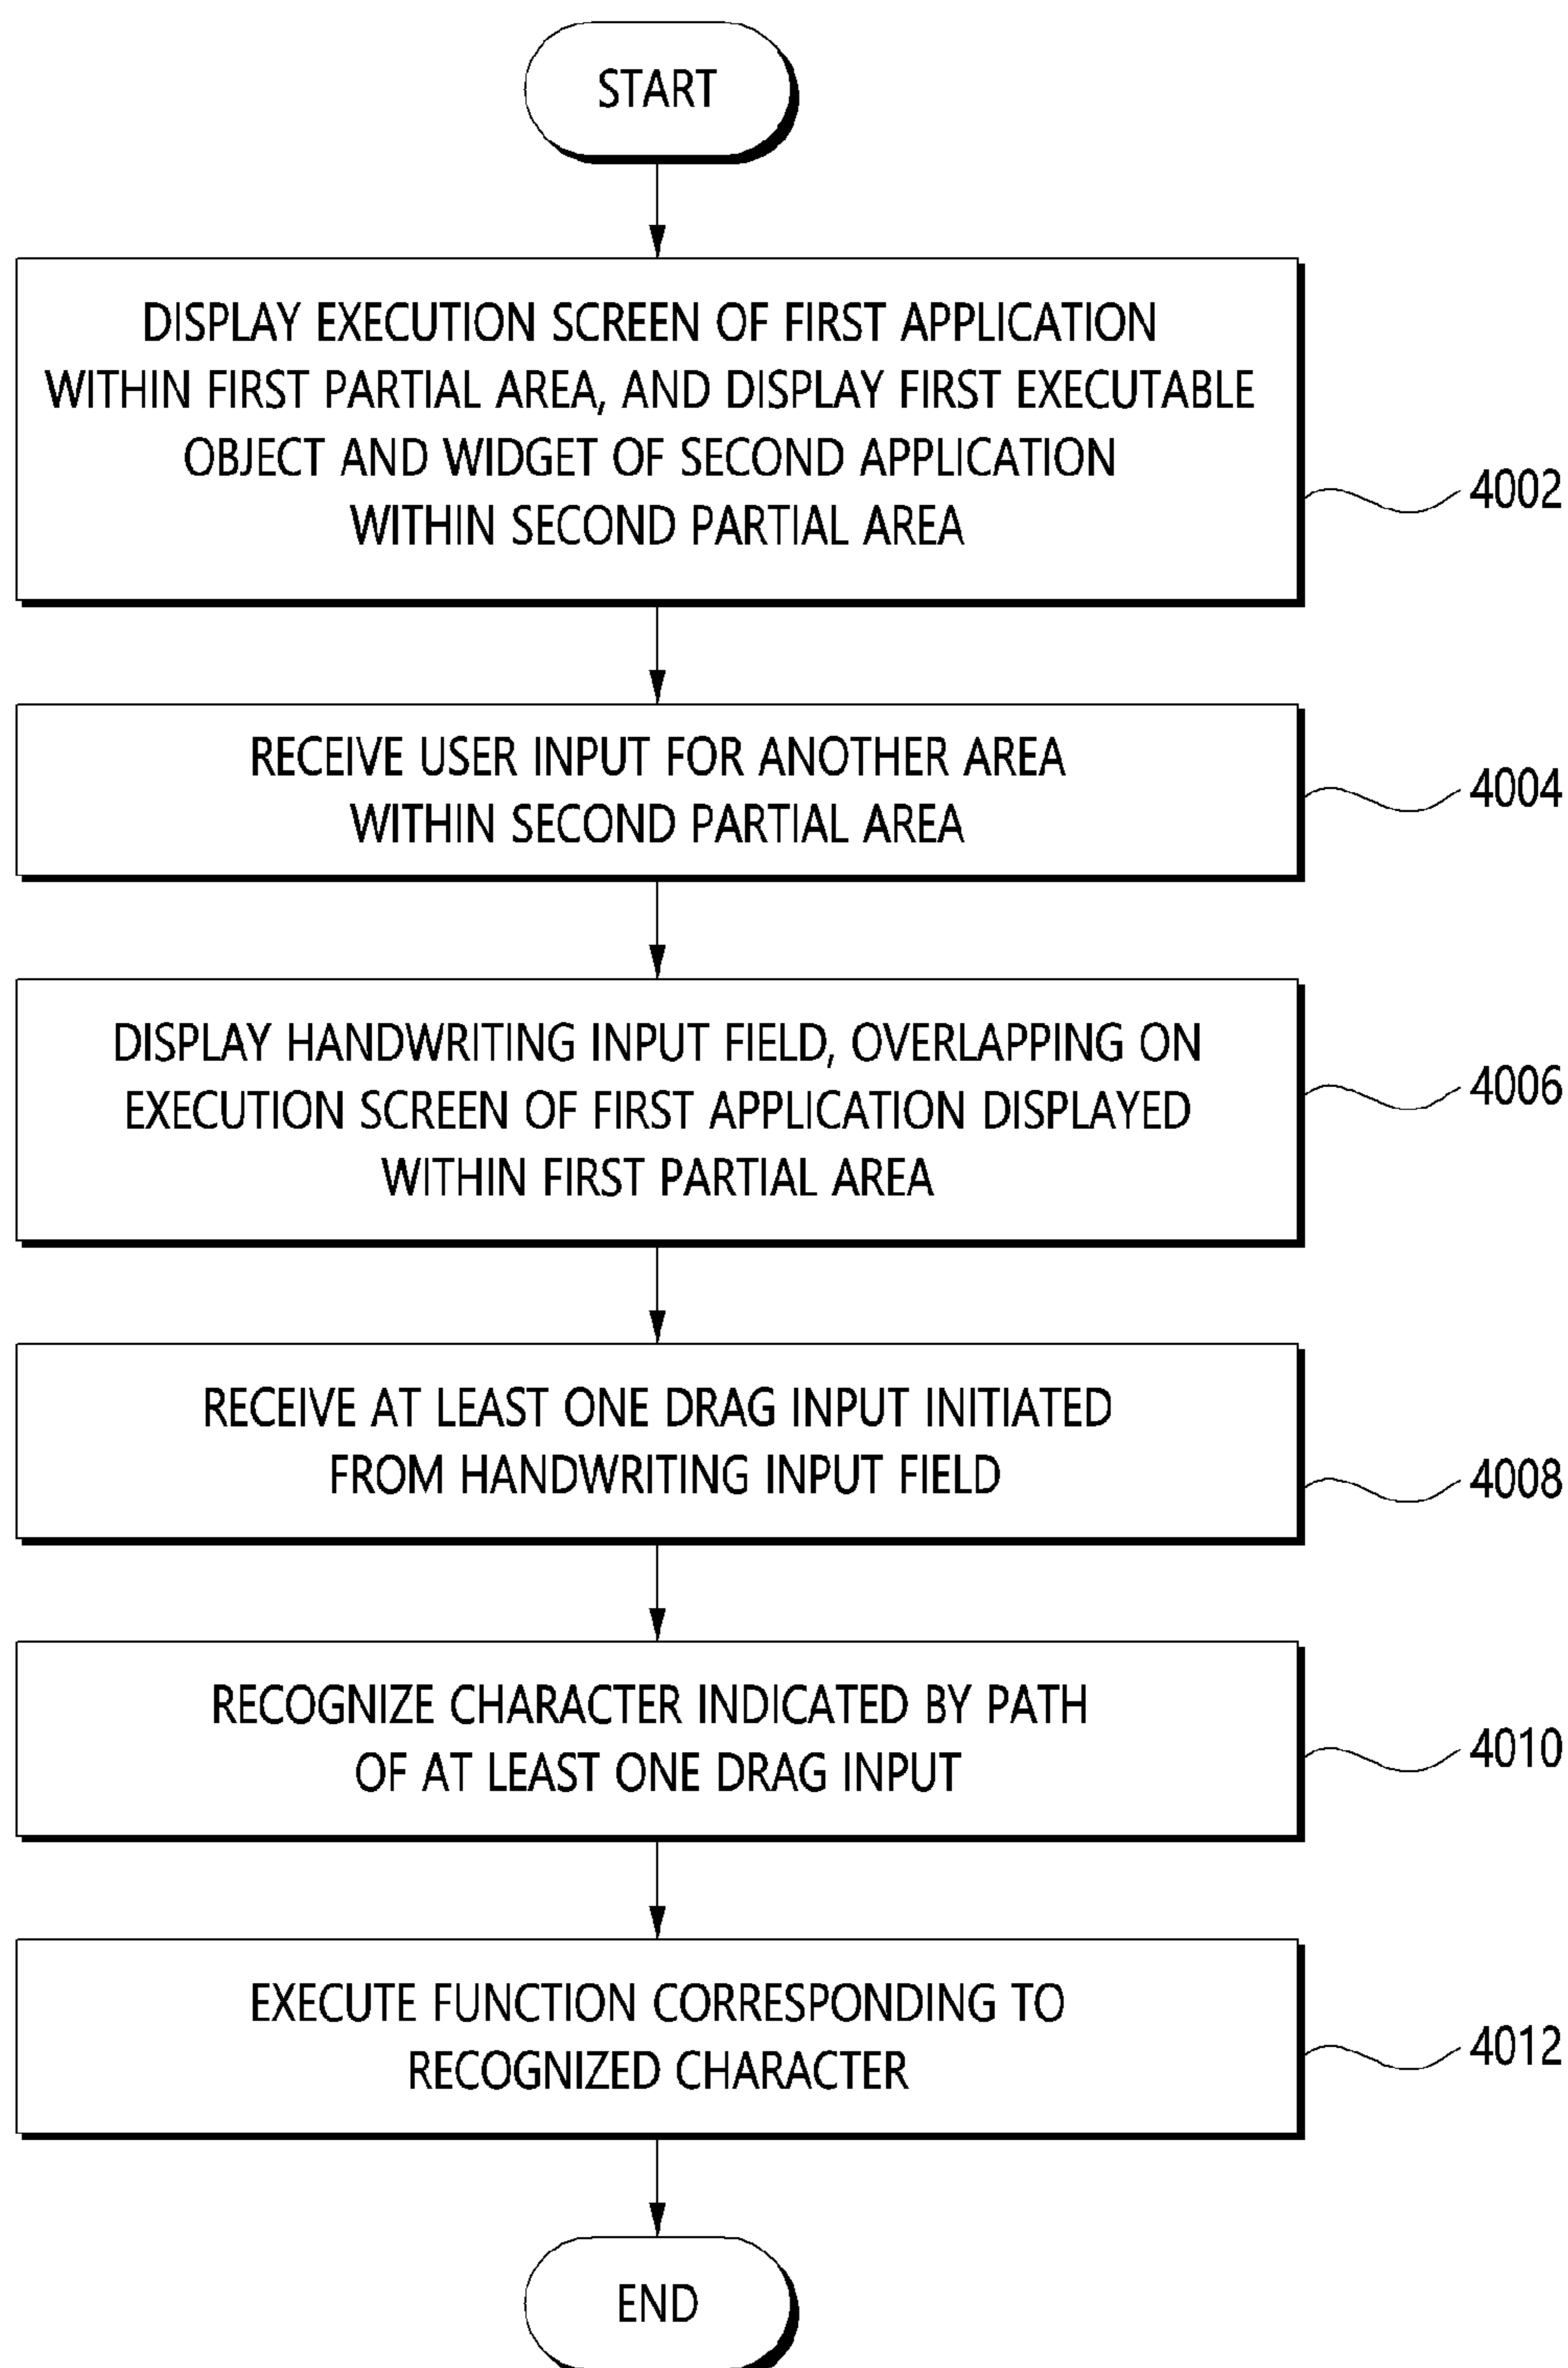 START
DISPLAY EXECUTION SCREEN OF FIRST APPLICATION
WITHIN FIRST PARTIAL AREA, AND DISPLAY FIRST EXECUTABLE
OBJECT AND WIDGET OF SECOND APPLICATION
WITHIN SECOND PARTIAL AREA
4002
RECEIVE USER INPUT FOR ANOTHER AREA
WITHIN SECOND PARTIAL AREA
4004
DISPLAY HANDWRITING INPUT FIELD, OVERLAPPING ON
EXECUTION SCREEN OF FIRST APPLICATION DISPLAYED
WITHIN FIRST PARTIAL AREA
4006
RECEIVE AT LEAST ONE DRAG INPUT INITIATED
FROM HANDWRITING INPUT FIELD
4008
RECOGNIZE CHARACTER INDICATED BY PATH
OF AT LEAST ONE DRAG INPUT
4010
EXECUTE FUNCTION CORRESPONDING TO
RECOGNIZED CHARACTER
4012
END